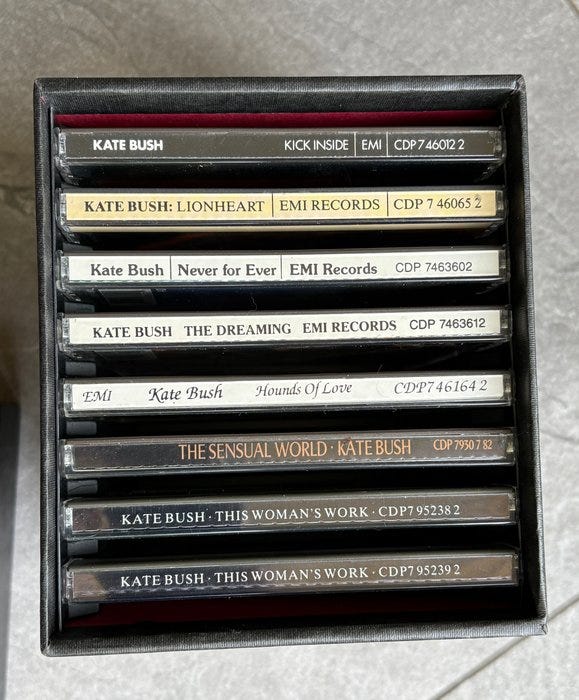 KATE BUSH KICK INSIDE EMI CDP 746012 2
KATE BUSH: LIONHEART EMI RECORDS CDP 7 46065 2
Kate Bush Never for Ever EMI Records CDP 7463602
KATE BUSH THE DREAMING EMI RECORDS CDP 7463612
EMI Kate Bush Hounds Of Love CDP746164 2
THE SENSUAL WORLD · KATE BUSH CDP 7930 7 82
KATE BUSH · THIS WOMAN'S WORK · CDP7 95238 2
KATE BUSH · THIS WOMAN'S WORK · CDP7 95239 2